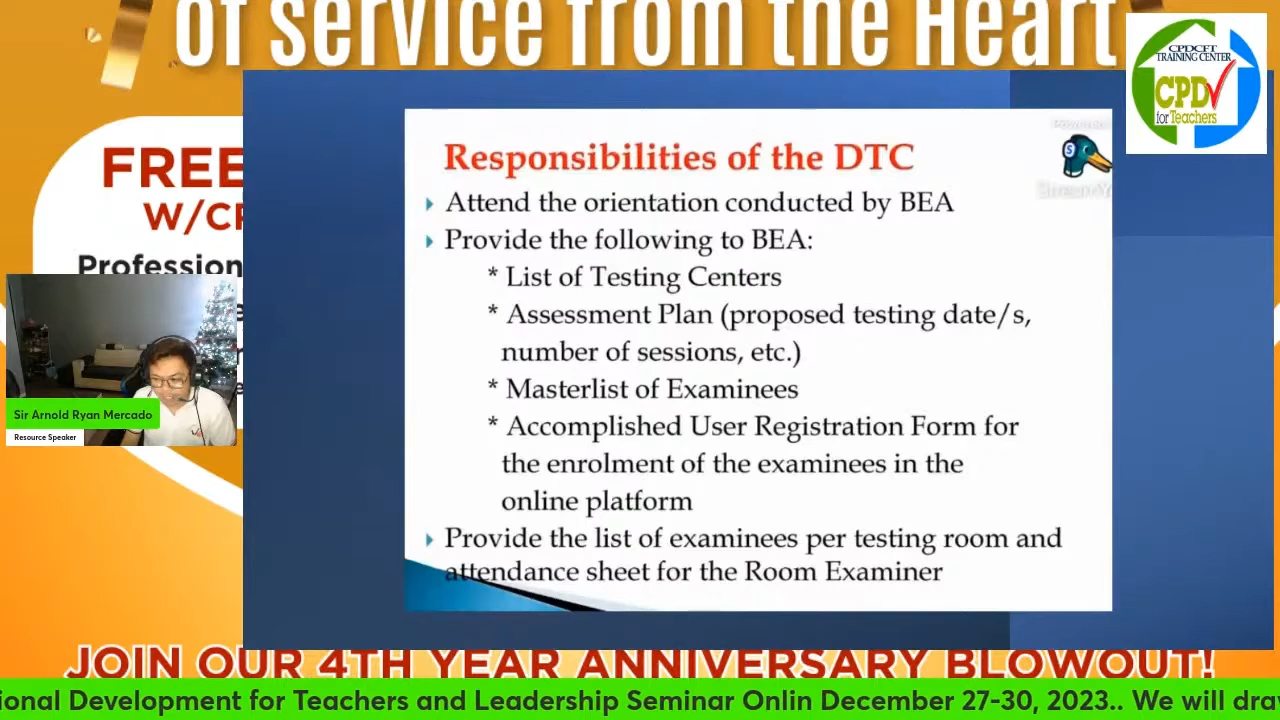 of service from the Heart
CPDCFT
TRAINING CENTER
CPD
for Teachers
FREE
Profession
Powered
S
Responsibilities of the DTC
Attend the orientation conducted by BEA
Provide the following to BEA:
* List of Testing Centers
* Assessment Plan (proposed testing date/s,
number of sessions, etc.)
* Masterlist of Examinees
* Accomplished User Registration Form for
the enrolment of the examinees in the
online platform
Provide the list of examinees per testing room and
attendance sheet for the Room Examiner
Sir Arnold Ryan Mercado
Resource Speaker
JOIN OUR 4TH YEAR ANNIVERSARY BLOWOUT!
ional Development for Teachers and Leadership Seminar Onlin December 27-30, 2023.. We will dra